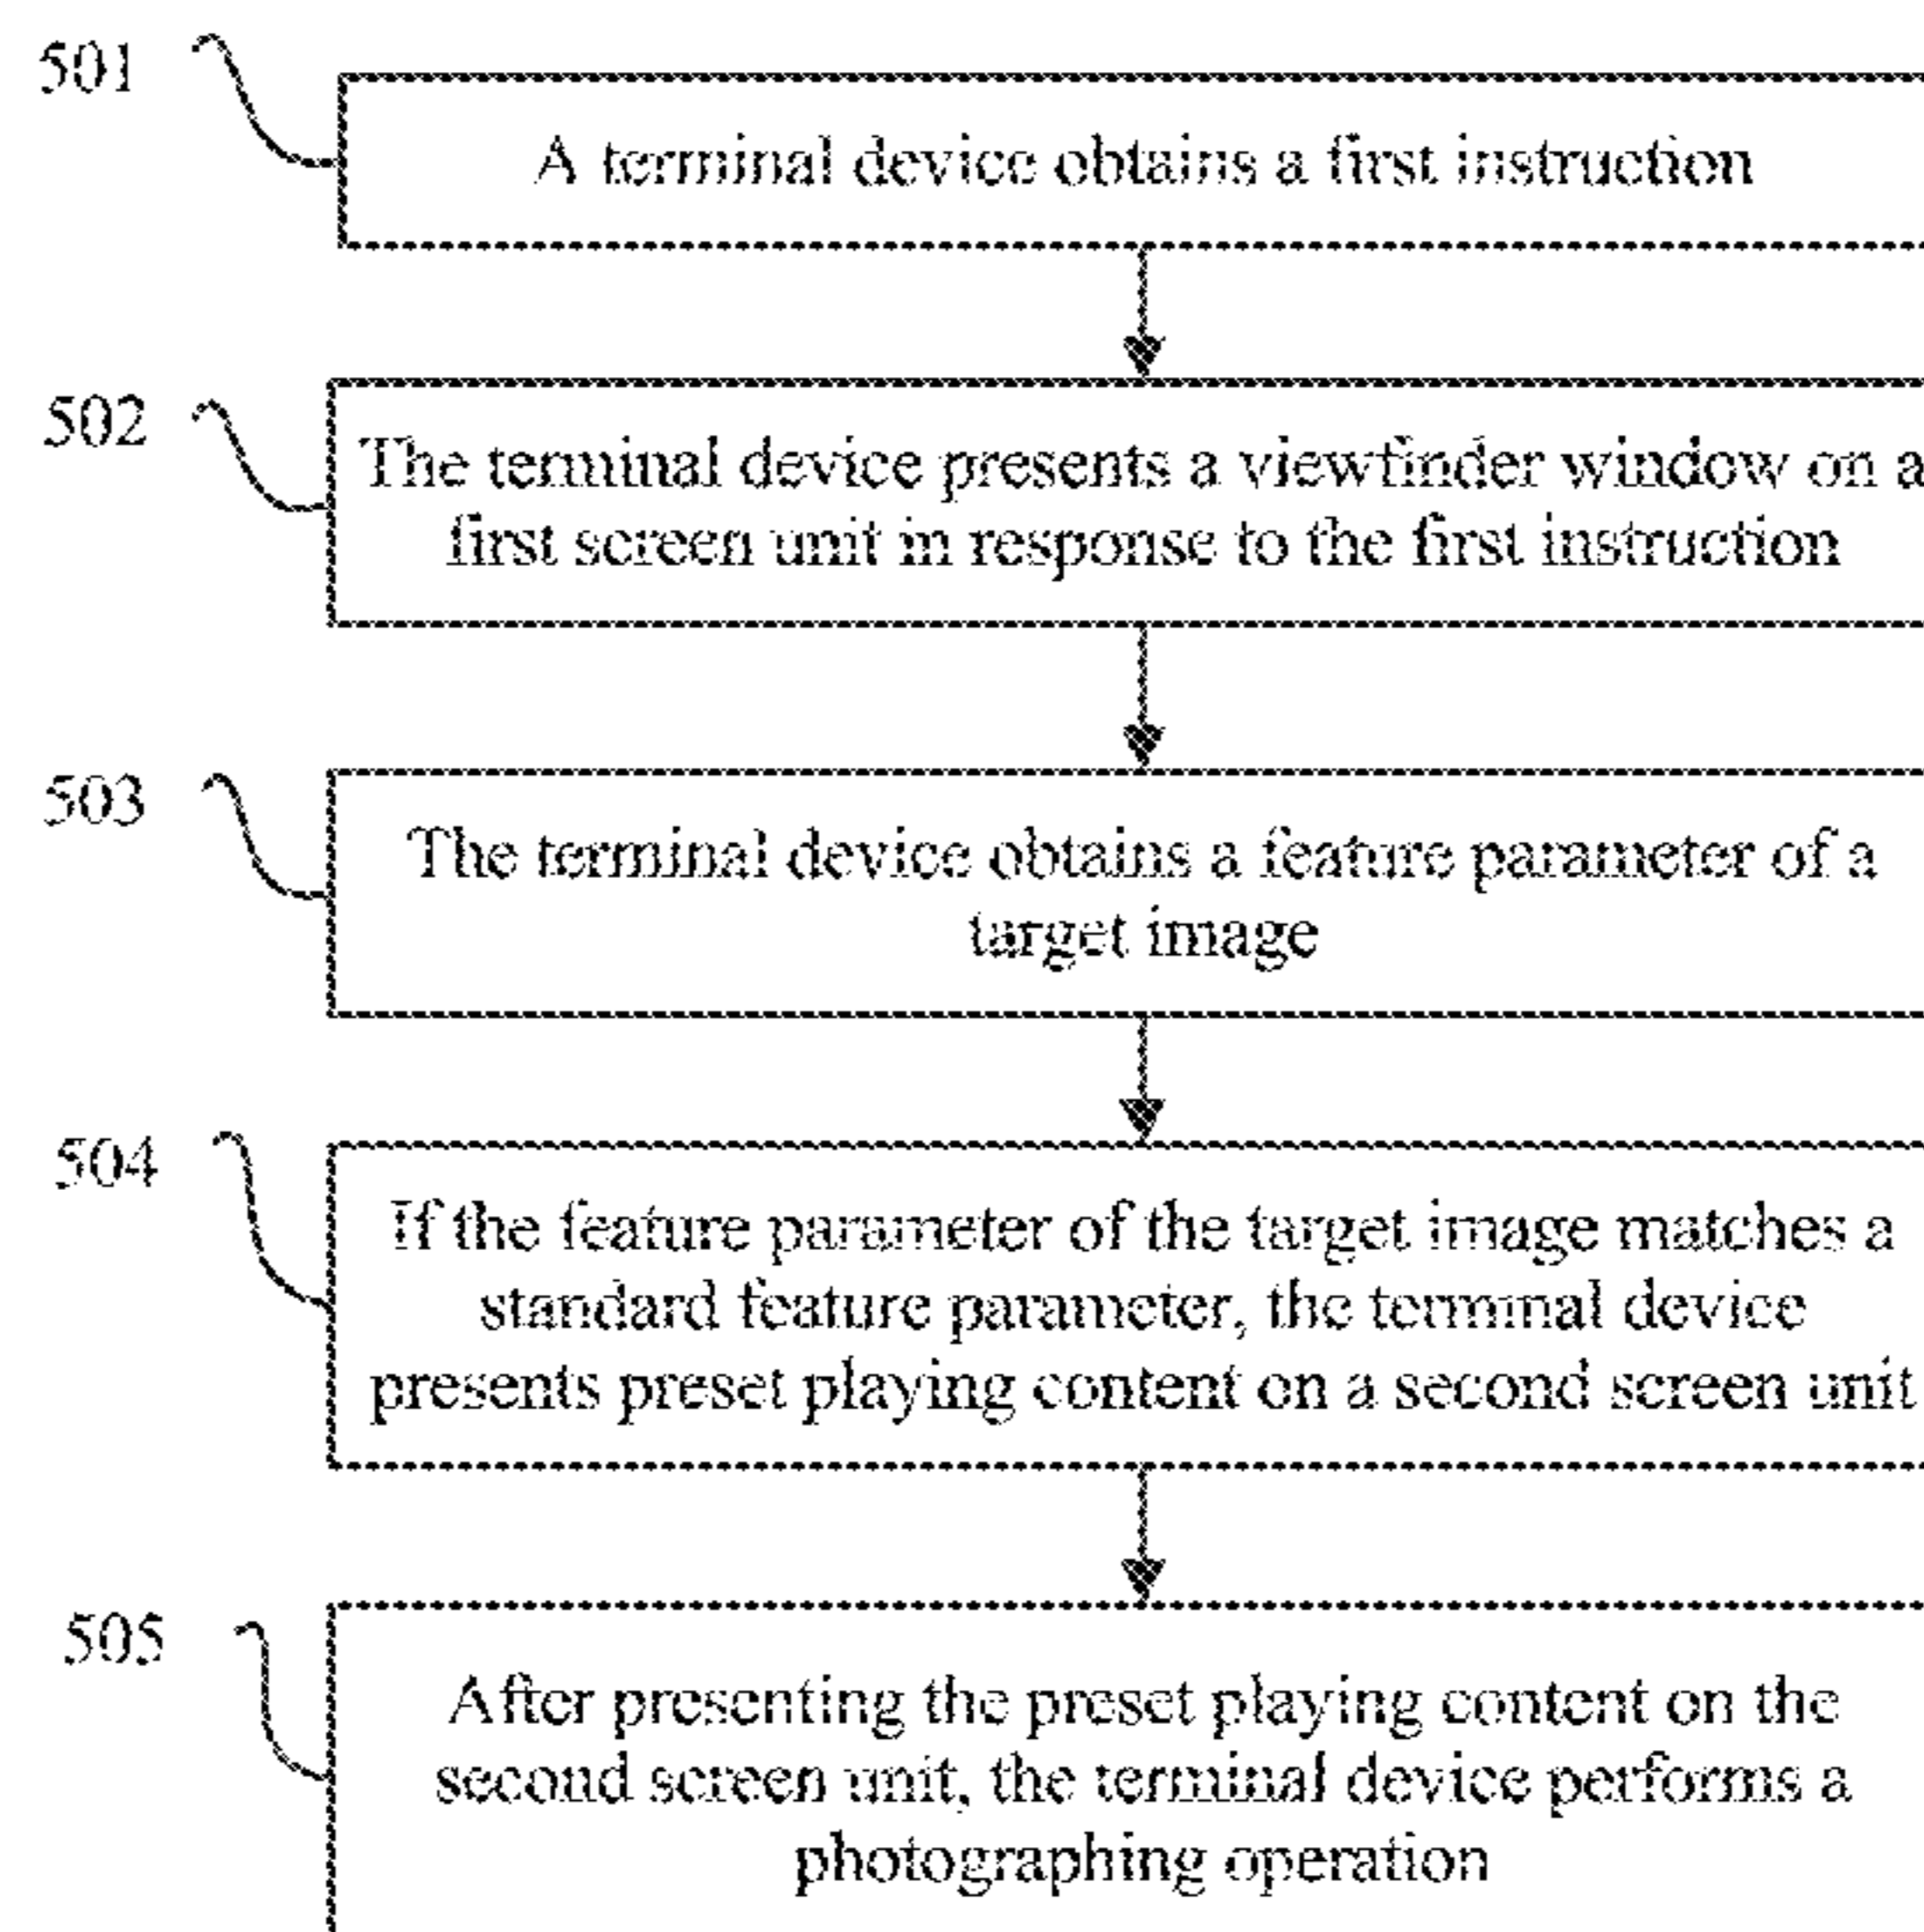 501
A terminal device obtains a first instruction
502
The terminal device presents a viewfinder window on a
first screen unit in response to the first instruction
503
The terminal device obtains a feature parameter of a
target image
504
If the feature parameter of the target image matches a
standard feature parameter, the terminal device
presents preset playing content on a second screen unit
505
After presenting the preset playing content on the
second screen unit, the terminal device performs a
photographing operation